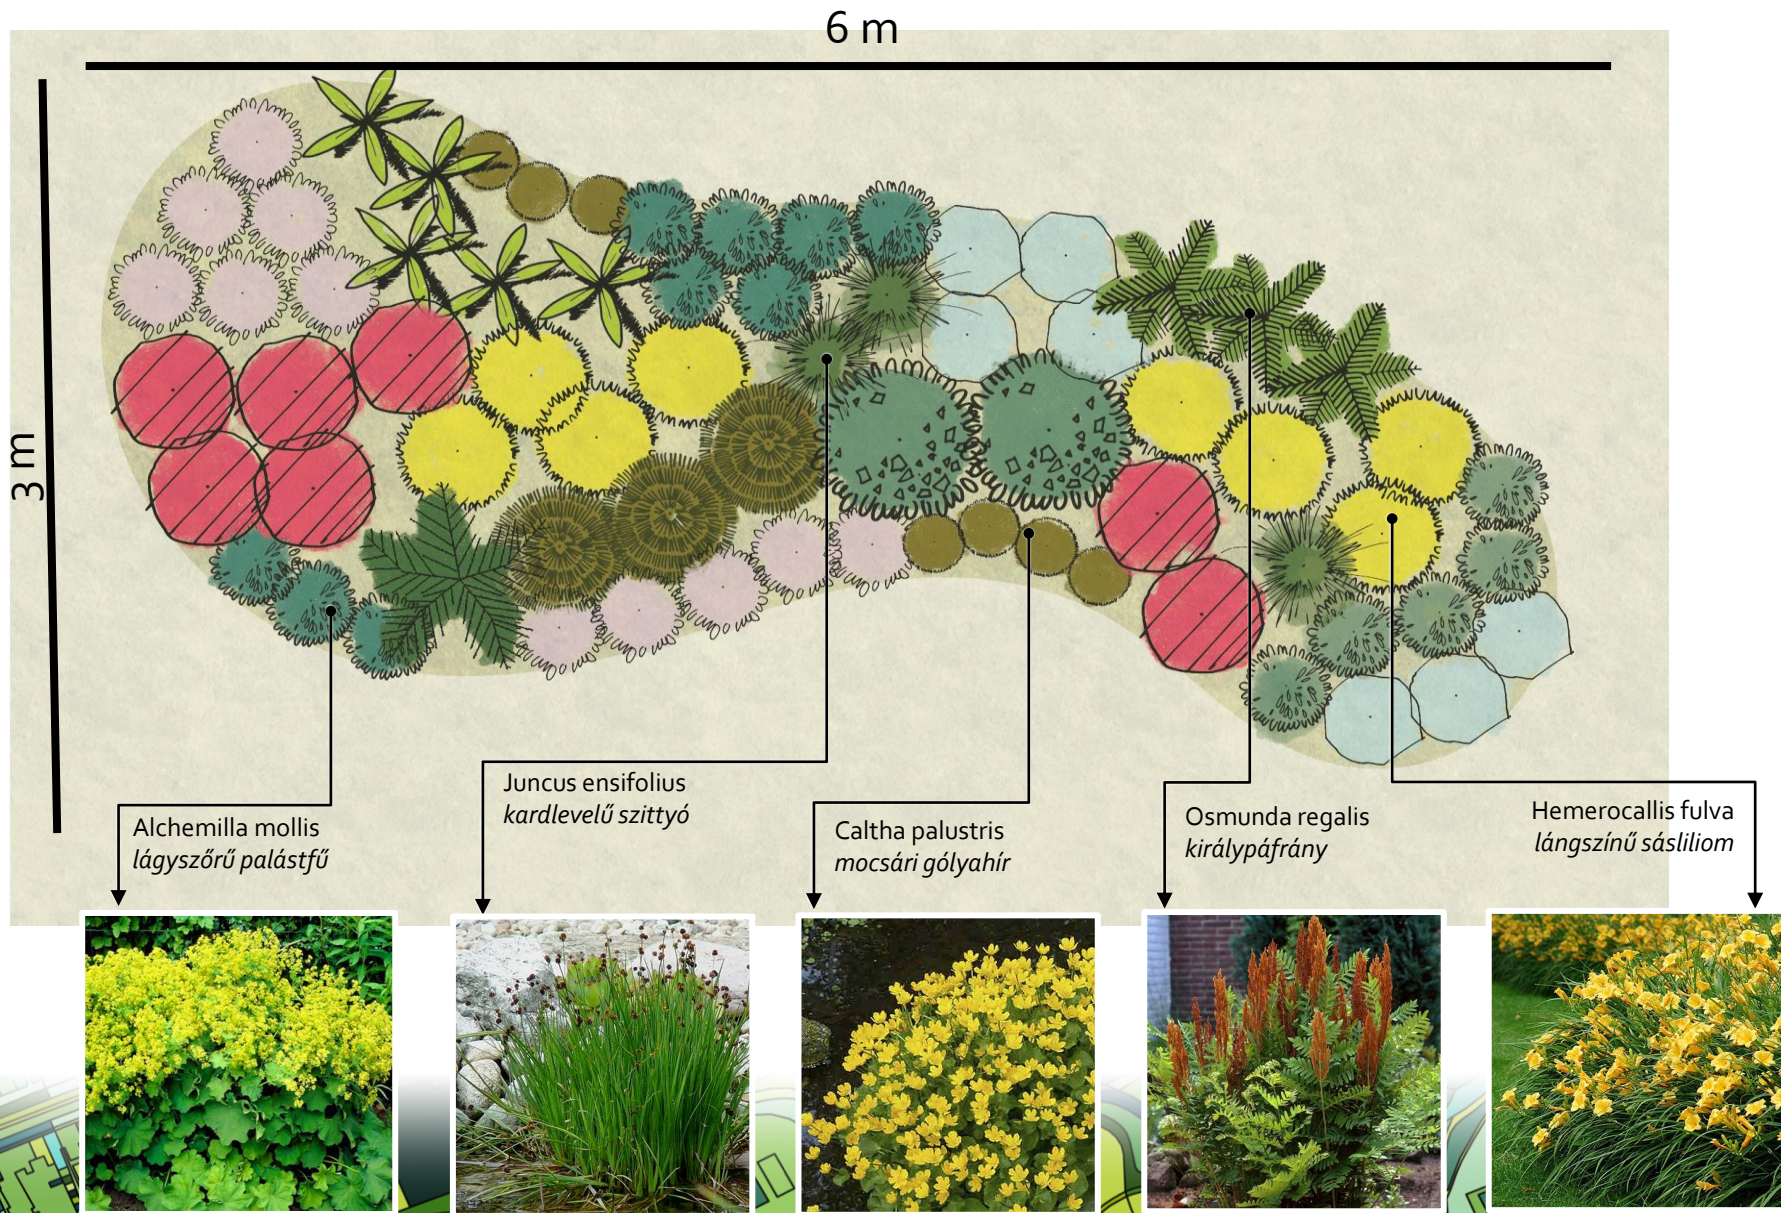 6 m
3 m
Alchemilla mollis
lágyszőrű palástfű
Juncus ensifolius
kardlevelű szittyó
Caltha palustris
mocsári gólyahír
Osmunda regalis
királypáfrány
Hemerocallis fulva
lángszínű sásliliom